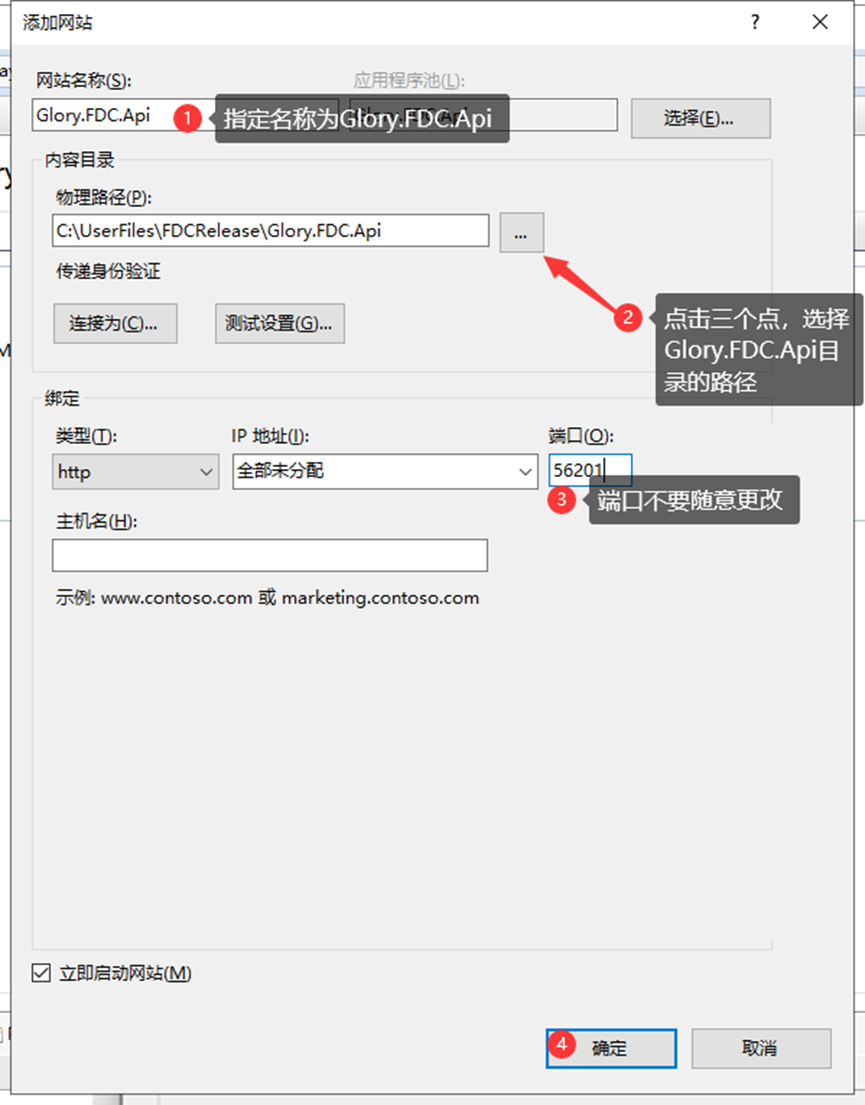 添加网站
网站名称(S):
应用程序池(L):
Glory.FDC.Api
1
指定名称为Glory.FDC.Api
选择(E)...
内容目录
物理路径(P):
C:\UserFiles\FDCRelease\Glory.FDC.Api
...
传递身份验证
连接为(C)...
测试设置(G)...
2
点击三个点，选择
Glory.FDC.Api目
录的路径
绑定
类型(T):
IP 地址(I):
端口(O):
http
全部未分配
56201
3
端口不要随意更改
主机名(H):
示例: www.contoso.com 或 marketing.contoso.com
立即启动网站(M)
4
确定
取消